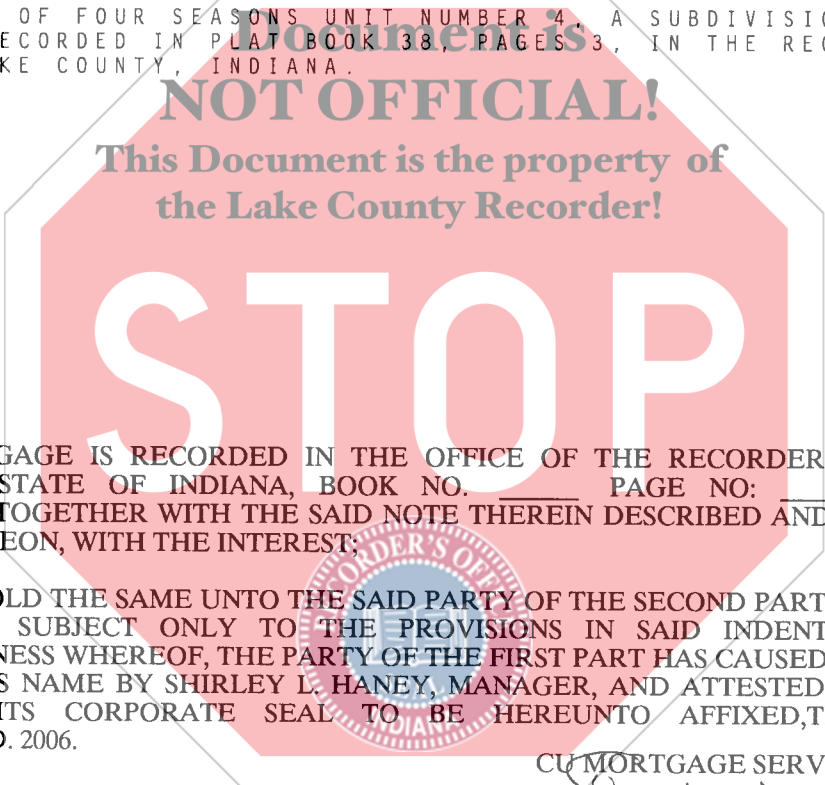 OF FOUR SEASONS UNIT NUMBER 4, A SUBDIVISIO
ECORDED IN PLAT BOOK 38, PAGES 3, IN THE REC
KE COUNTY, INDIANA.
Document is
NOT OFFICIAL!
This Document is the property of
the Lake County Recorder!
STOP
GAGE IS RECORDED IN THE OFFICE OF THE RECORDER
STATE OF INDIANA, BOOK NO. ______ PAGE NO: ___
TOGETHER WITH THE SAID NOTE THEREIN DESCRIBED AND
EON, WITH THE INTEREST;
RECORDER'S OFFICE
OLD THE SAME UNTO THE SAID PARTY OF THE SECOND PART
SUBJECT ONLY TO THE PROVISIONS IN SAID INDENT
NESS WHEREOF, THE PARTY OF THE FIRST PART HAS CAUSED
S NAME BY SHIRLEY L. HANEY, MANAGER, AND ATTESTED
ITS CORPORATE SEAL TO BE HEREUNTO AFFIXED,T
INDIANA
D. 2006.
CU MORTGAGE SERV